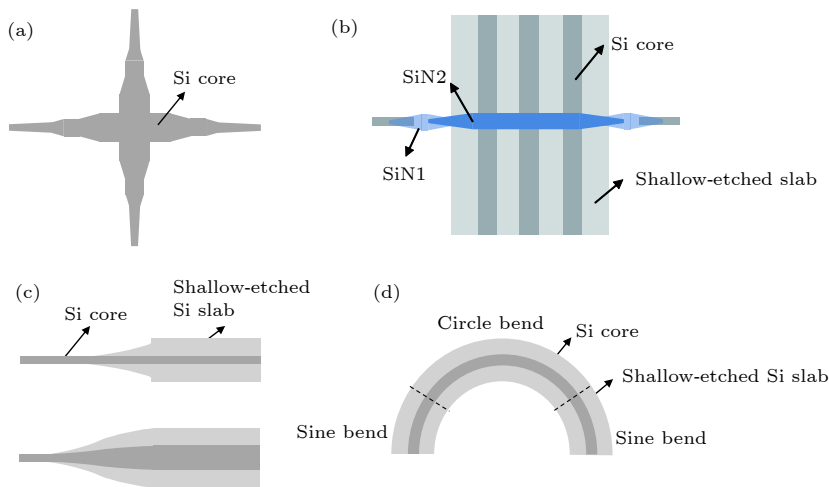 (a)
Si core
(b)
Si core
SiN2
SiN1
Shallow-etched slab
(c)
Shallow-etched
Si slab
Si core
(d)
Circle bend
Si core
Shallow-etched Si slab
Sine bend
Sine bend